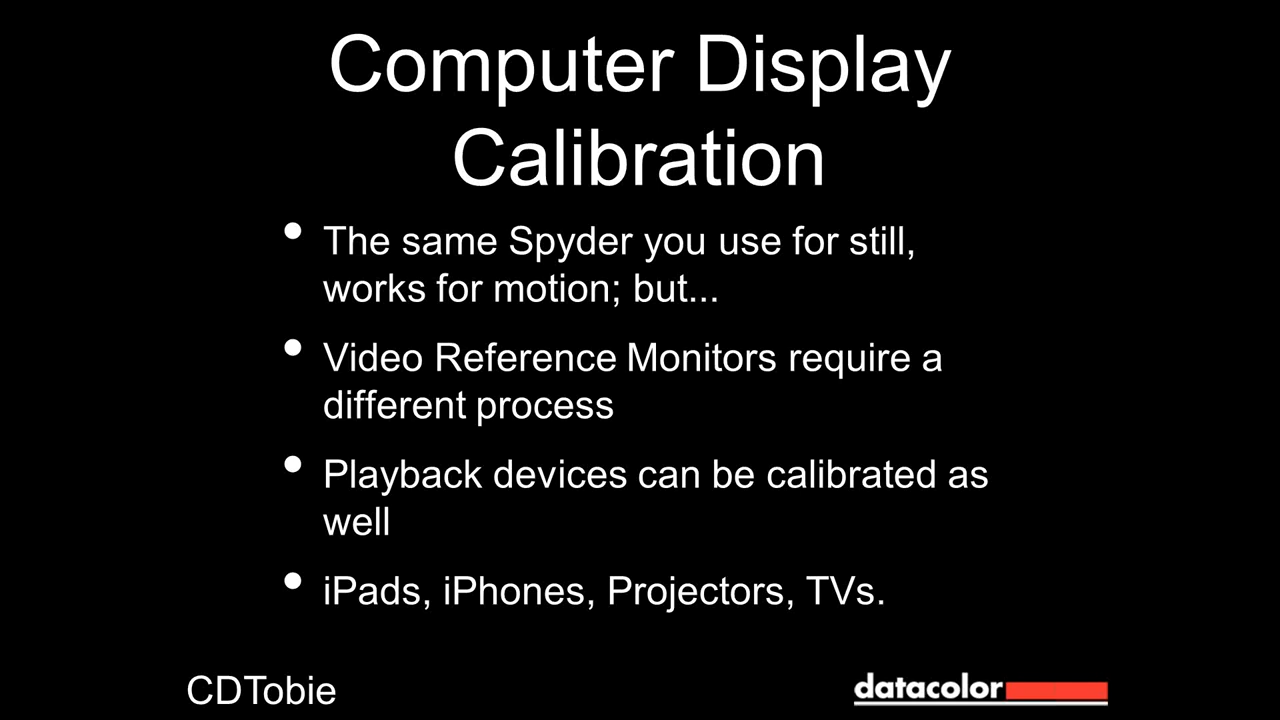 Computer Display
Calibration
• The same Spyder you use for still,
works for motion; but...
• Video Reference Monitors require a
different process
• Playback devices can be calibrated as
well
• iPads, iPhones, Projectors, TVs.
CDTobie
datacolor